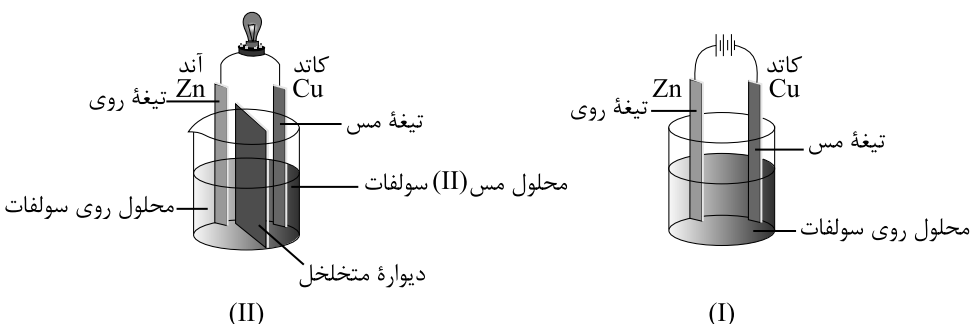 کاتد
Cu
Zn
تیغهٔ روی
تیغهٔ مس
محلول روی سولفات
(I)
آند
Zn
کاتد
Cu
تیغهٔ روی
تیغهٔ مس
محلول مس (II) سولفات
محلول روی سولفات
دیوارهٔ متخلخل
(II)